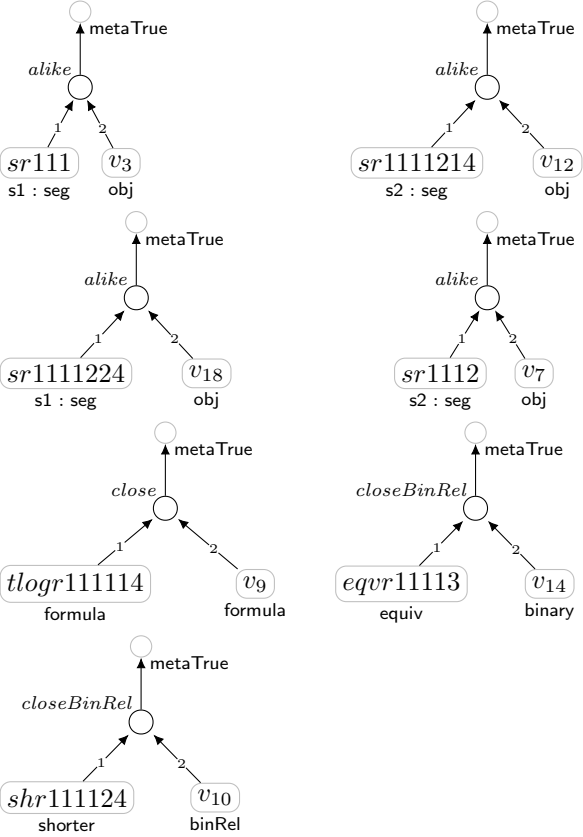 metaTrue
metaTrue
alike
alike
1
2
1
2
sr111
v3
sr1111214
v12
s1 : seg
obj
s2 : seg
obj
metaTrue
metaTrue
alike
alike
1
2
1
2
sr1111224
v18
sr1112
v7
s1 : seg
obj
s2 : seg
obj
metaTrue
metaTrue
close
closeBinRel
1
2
1
2
tlogr111114
v9
eqvr11113
v14
formula
formula
equiv
binary
metaTrue
closeBinRel
1
2
shr111124
v10
shorter
binRel